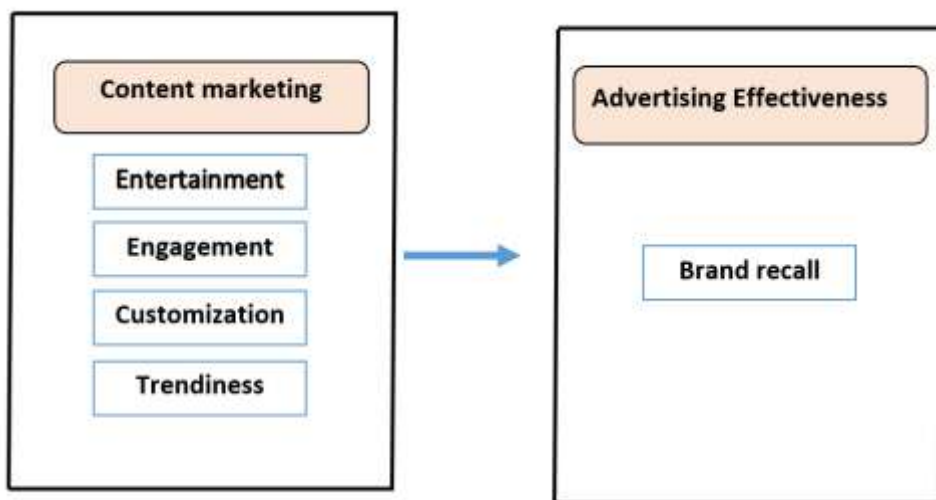 Content marketing
Entertainment
Engagement
Customization
Trendiness
Advertising Effectiveness
Brand recall